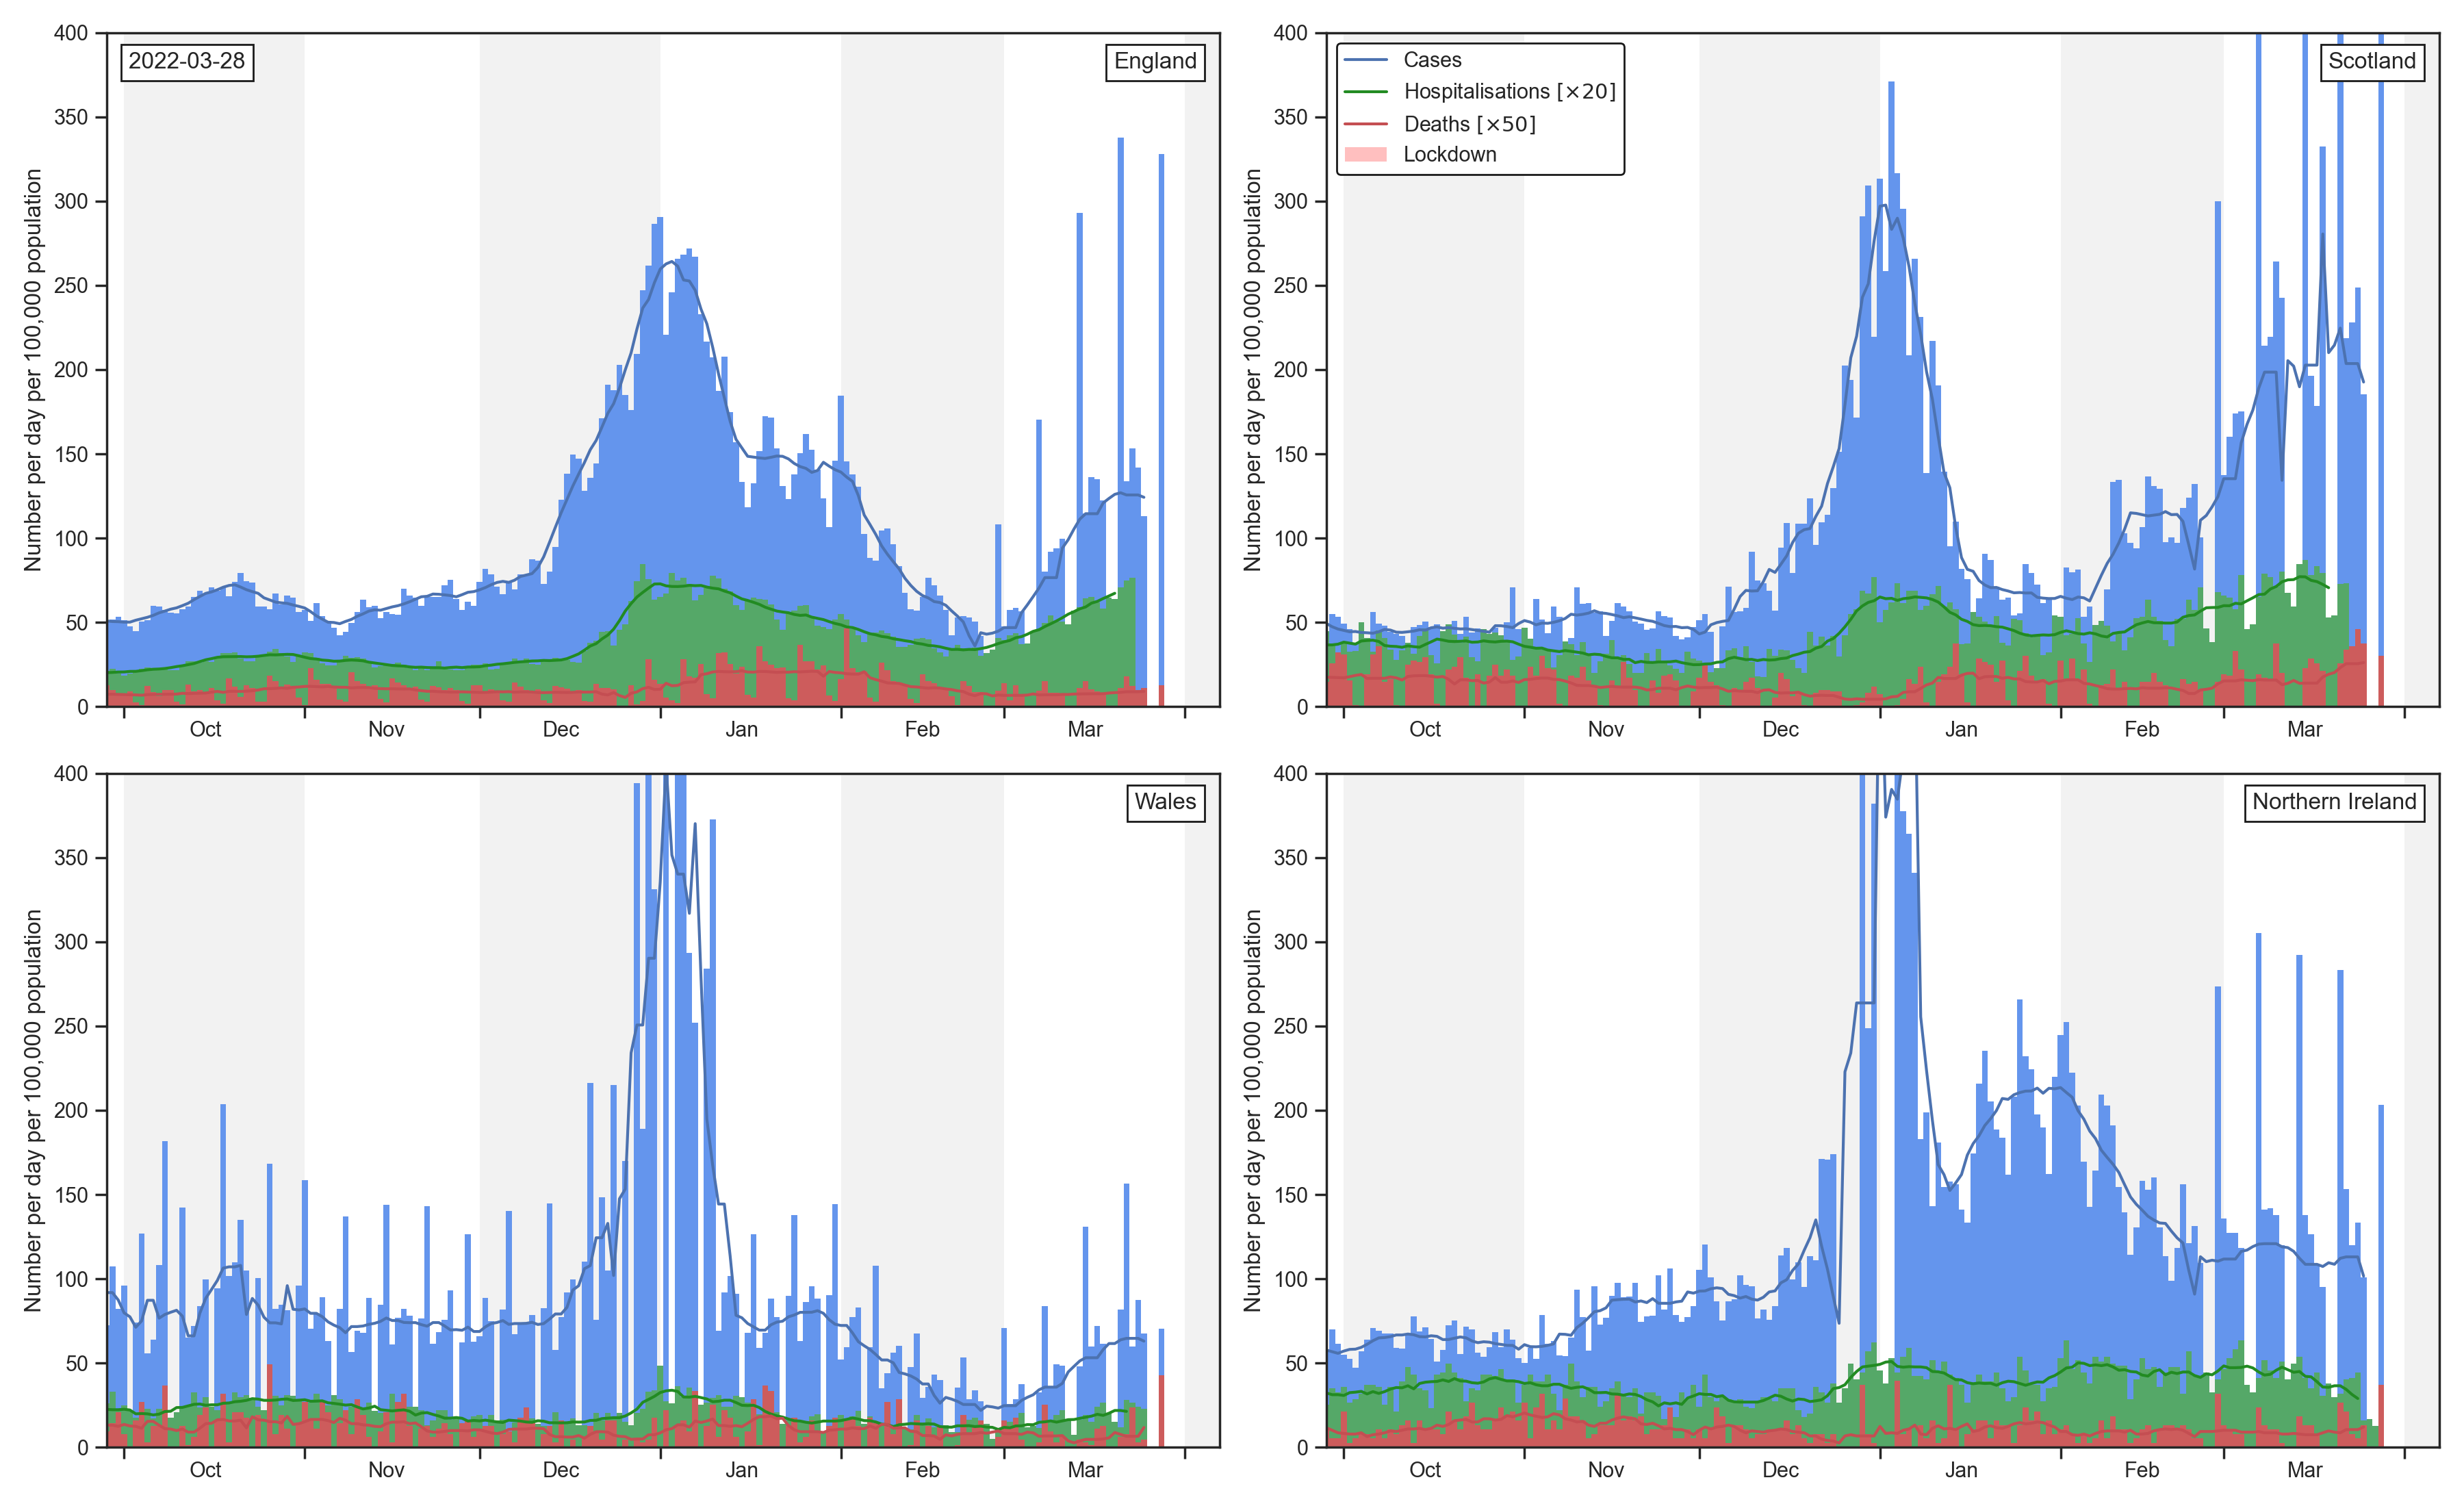 400
350
300
250
200
150
100
50
0
Number per day per 100,000 population
2022-03-28
England
Oct Nov Dec Jan Feb Mar
400
350
300
250
200
150
100
50
0
Number per day per 100,000 population
Cases
Hospitalisations [×20]
Deaths [×50]
Lockdown
Scotland
Oct Nov Dec Jan Feb Mar
400
350
300
250
200
150
100
50
0
Number per day per 100,000 population
Wales
Oct Nov Dec Jan Feb Mar
400
350
300
250
200
150
100
50
0
Number per day per 100,000 population
Northern Ireland
Oct Nov Dec Jan Feb Mar